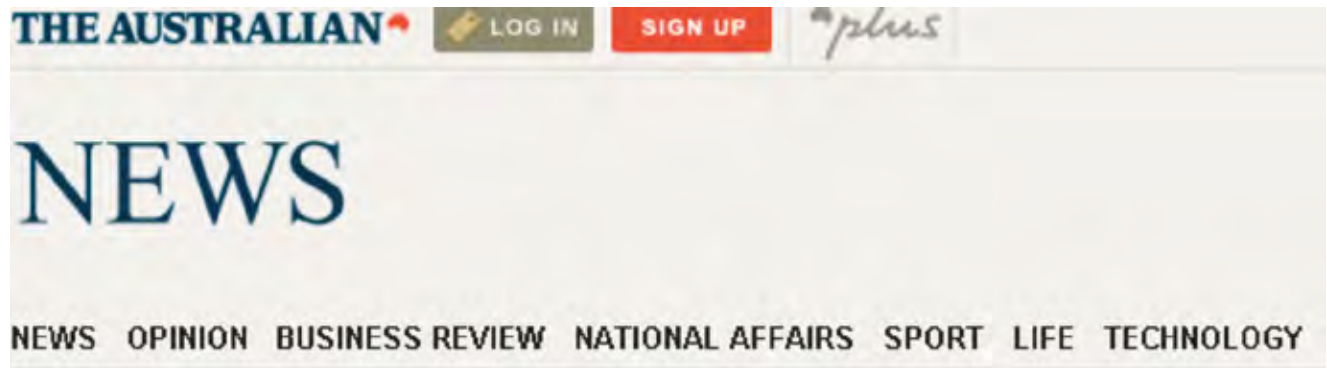 THE AUSTRALIAN LOG IN SIGN UP plus
NEWS
NEWS OPINION BUSINESS REVIEW NATIONAL AFFAIRS SPORT LIFE TECHNOLOGY